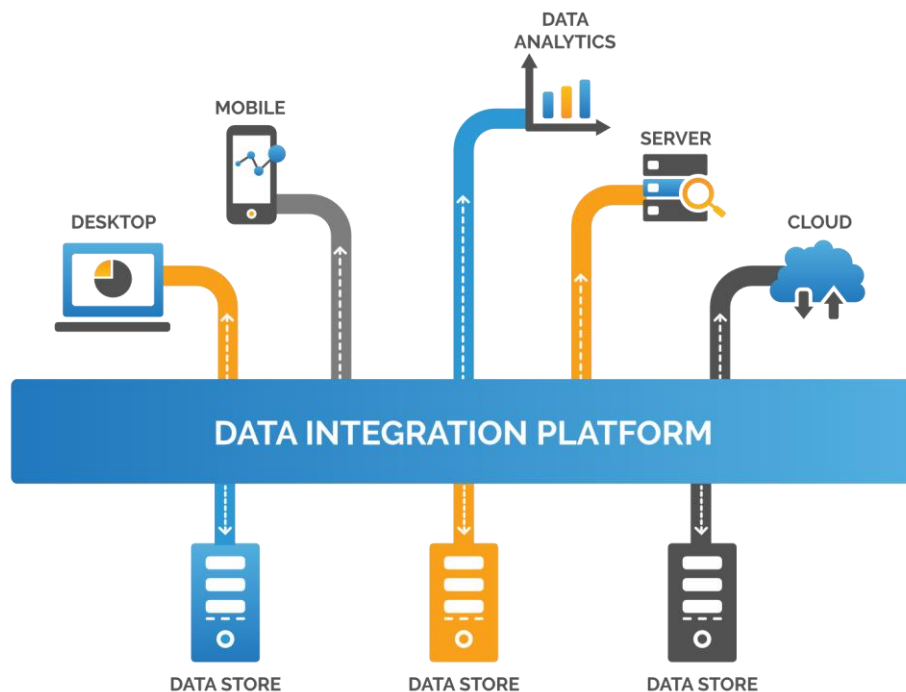 DATA
ANALYTICS
MOBILE
SERVER
DESKTOP
CLOUD
DATA INTEGRATION PLATFORM
DATA STORE
DATA STORE
DATA STORE